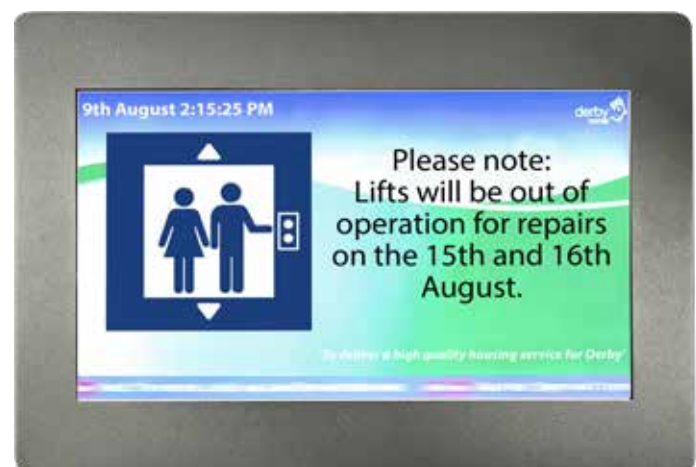 9th August 2:15:25 PM
derby
Please note:
Lifts will be out of
operation for repairs
on the 15th and 16th
August.
To deliver a high quality housing service for Derby'